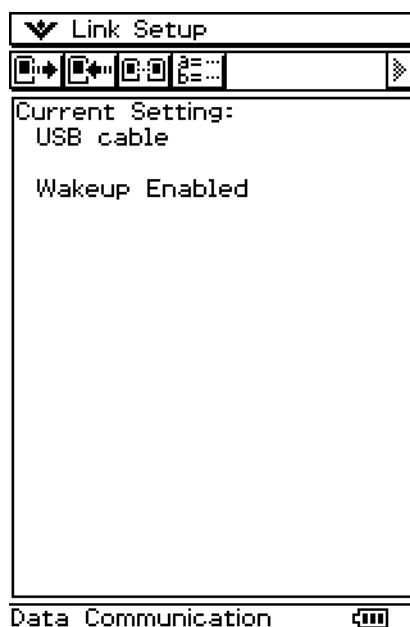 Link Setup
Current Setting:
USB cable
Wakeup Enabled
Data Communication